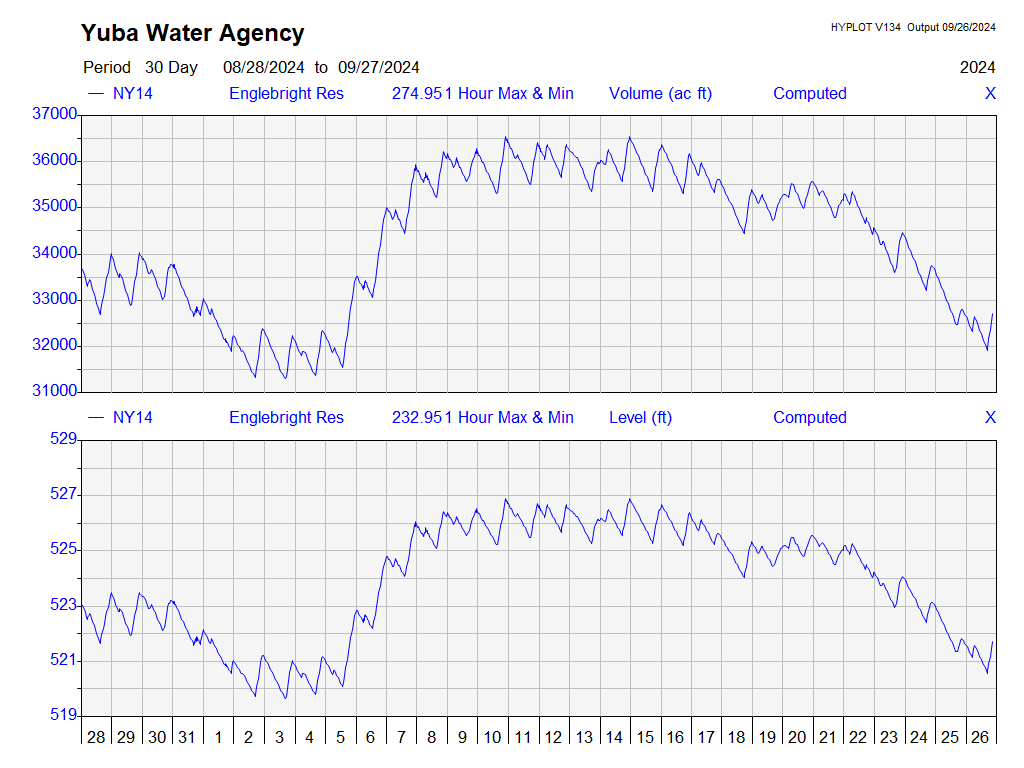 Yuba Water Agency
HYPLOT V134 Output 09/26/2024
Period 30 Day 08/28/2024 to 09/27/2024
2024
NY14 Englebright Res 274.951 Hour Max & Min Volume (ac ft) Computed X
37000
36000
35000
34000
33000
32000
31000
NY14 Englebright Res 232.951 Hour Max & Min Level (ft) Computed X
529
527
525
523
521
519
28 29 30 31 1 2 3 4 5 6 7 8 9 10 11 12 13 14 15 16 17 18 19 20 21 22 23 24 25 26